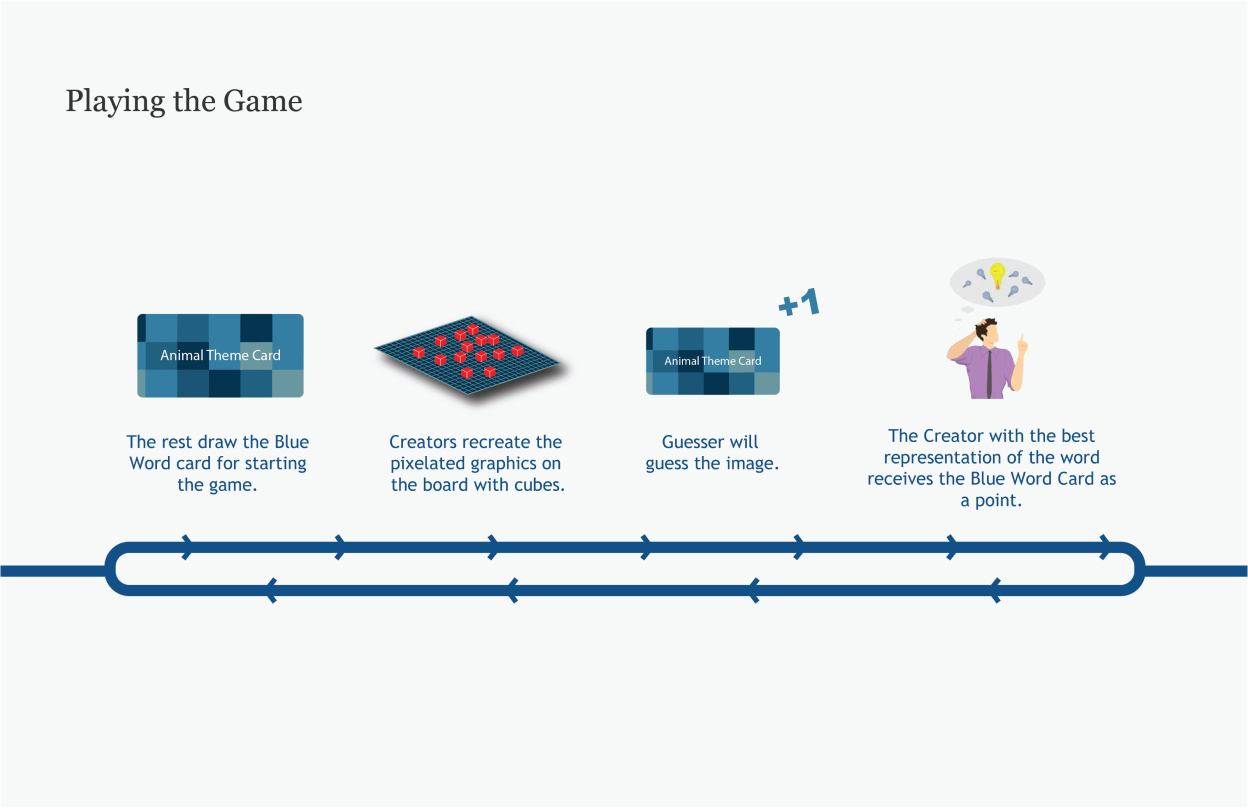 Playing the Game
+1
Animal Theme Card
Animal Theme Card
The rest draw the Blue
Word card for starting
the game.
Creators recreate the
pixelated graphics on
the board with cubes.
Guesser will
guess the image.
The Creator with the best
representation of the word
receives the Blue Word Card as
a point.